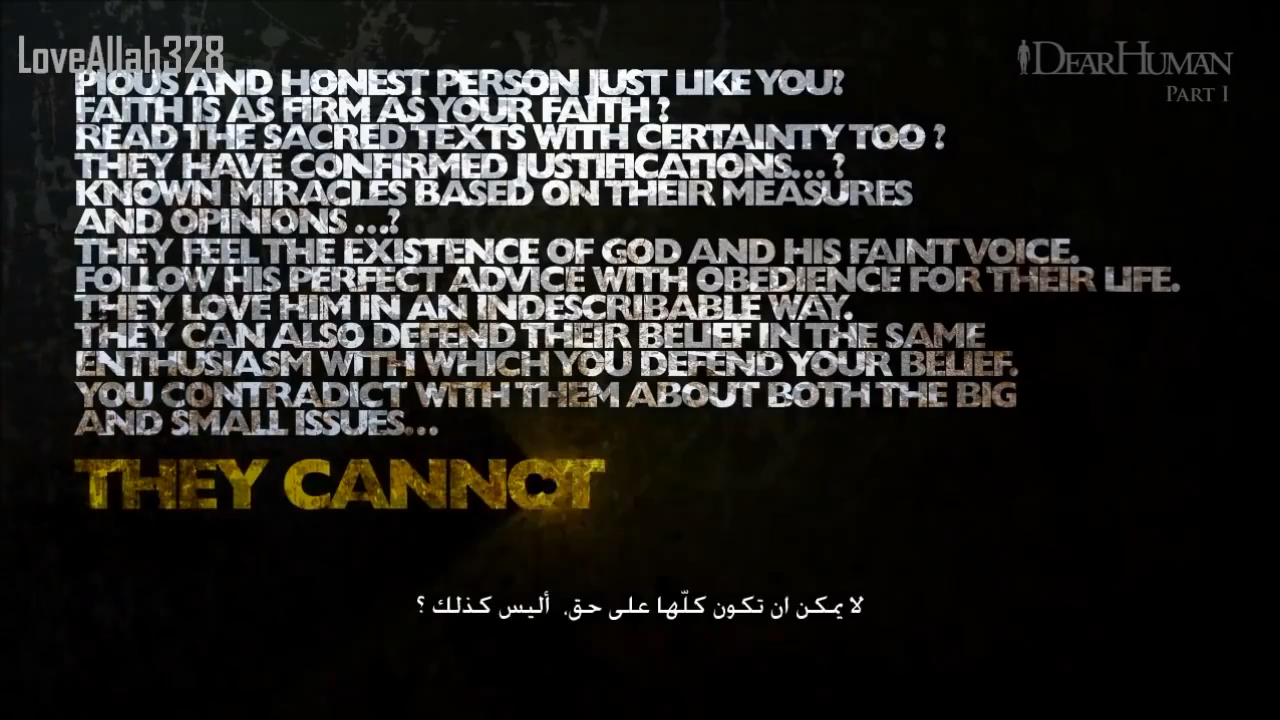 LoveAllah328
DEARHUMAN
PART I
PIOUS AND HONEST PERSON JUST LIKE YOU?
FAITH IS AS FIRM AS YOUR FAITH ?
READ THE SACRED TEXTS WITH CERTAINTY TOO ?
THEY HAVE CONFIRMED JUSTIFICATIONS... ?
KNOWN MIRACLES BASED ON THEIR MEASURES
AND OPINIONS ...?
THEY FEEL THE EXISTENCE OF GOD AND HIS FAINT VOICE.
FOLLOW HIS PERFECT ADVICE WITH OBEDIENCE FOR THEIR LIFE.
THEY LOVE HIM IN AN INDESCRIBABLE WAY.
THEY CAN ALSO DEFEND THEIR BELIEF IN THE SAME
ENTHUSIASM WITH WHICH YOU DEFEND YOUR BELIEF.
YOU CONTRADICT WITH THEM ABOUT BOTH THE BIG
AND SMALL ISSUES...
THEY CANNOT
لا يمكن ان تكون كلّها على حق. أليس كذلك ؟